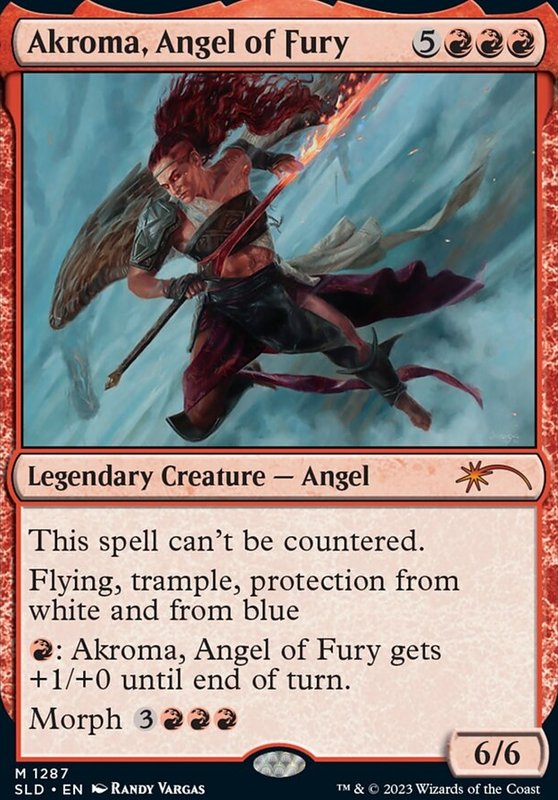 Akroma, Angel of Fury 5
Legendary Creature — Angel
This spell can't be countered.
Flying, trample, protection from
white and from blue
: Akroma, Angel of Fury gets
+1/+0 until end of turn.
Morph 3
6/6
M 1287
SLD • EN Randy Vargas
™ & © 2023 Wizards of the Coast